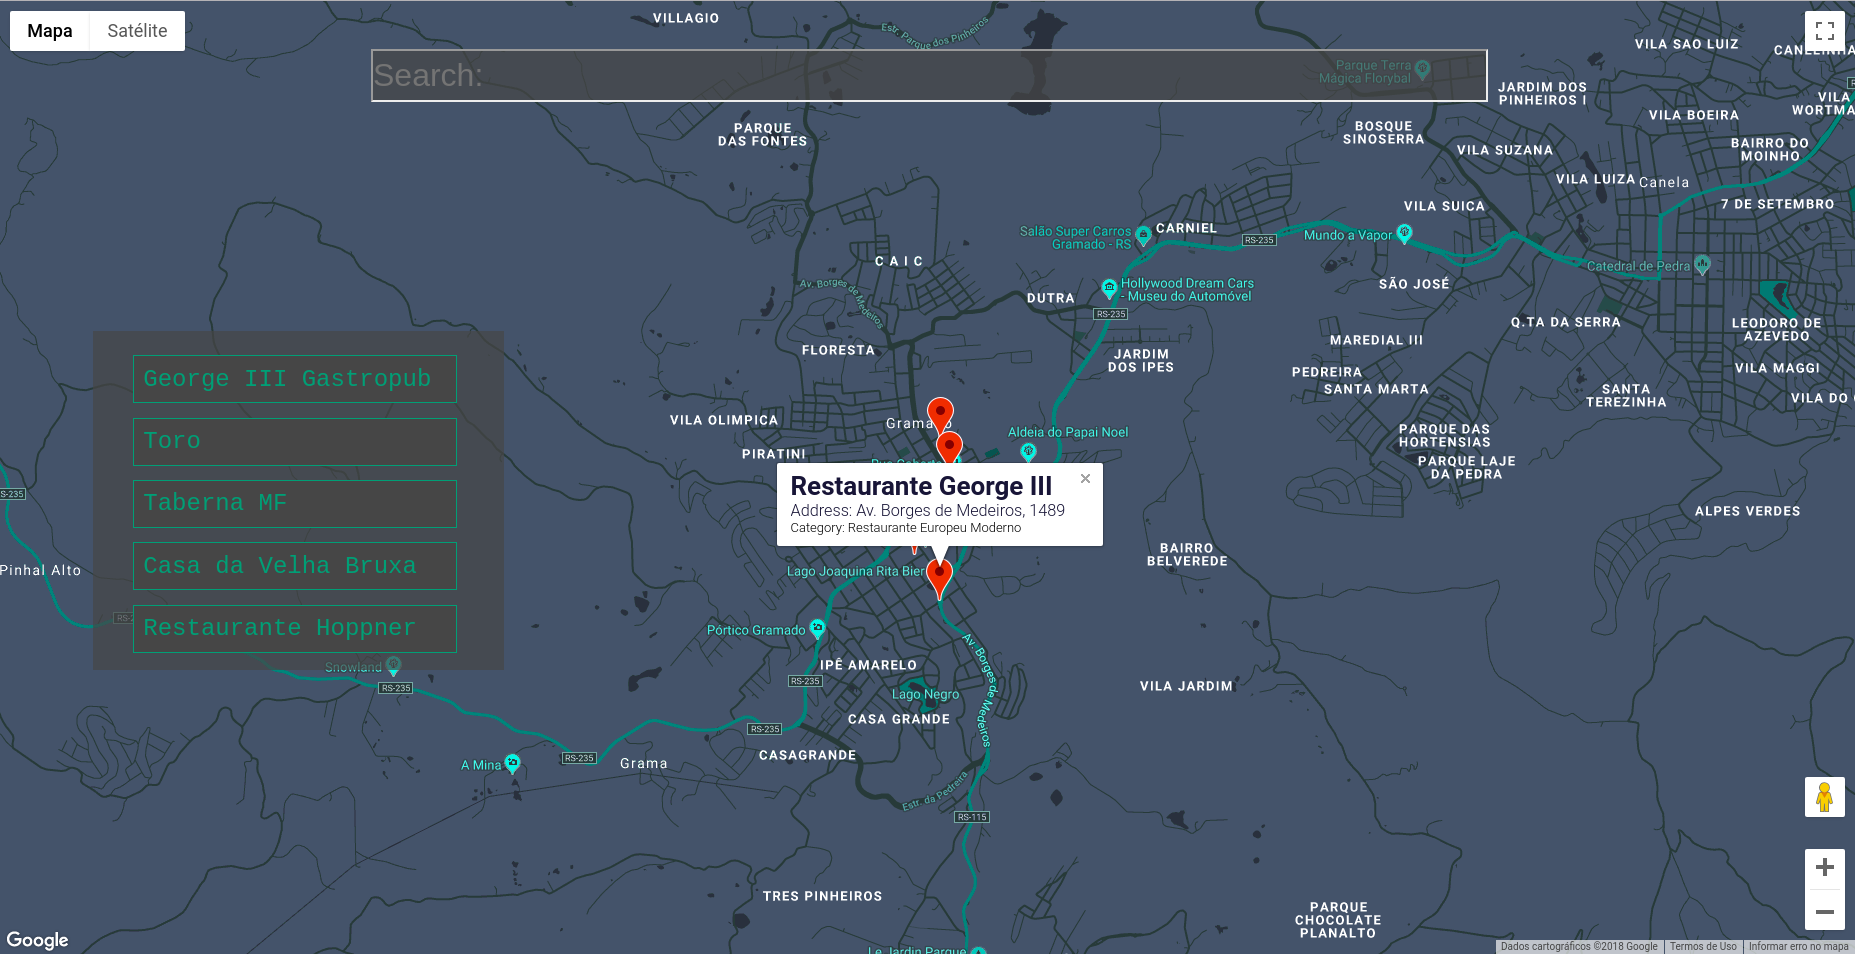 Mapa
Satélite
Search:
George III Gastropub
Toro
Taberna MF
Casa da Velha Bruxa
Restaurante Hoppner
Restaurante George III
Address: Av. Borges de Medeiros, 1489
Category: Restaurante Europeu Moderno
×
VILLAGIO
Estr. Parque dos Pinheiros
Parque Terra
Mágica Florybal
VILA SAO LUIZ
JARDIM DOS
PINHEIROS I
VILA
VILA BOEIRA
PARQUE
DAS FONTES
BOSQUE
SINOSERRA
VILA SUZANA
BAIRRO DO
MOINHO
VILA LUIZA
Canela
VILA SUICA
7 DE SETEMBRO
Salão Super Carros
Gramado - RS
CARNIEL
RS-235
Mundo a Vapor
CAIC
Catedral de Pedra
Av. Borges de Medeiros
DUTRA
Hollywood Dream Cars
- Museu do Automóvel
SÃO JOSÉ
RS-235
Q.TA DA SERRA
LEODORO DE
AZEVEDO
FLORESTA
JARDIM
DOS IPES
MAREDIAL III
PEDREIRA
SANTA MARTA
VILA MAGGI
SANTA
TEREZINHA
VILA DO
VILA OLIMPICA
Aldeia do Papai Noel
PARQUE DAS
HORTENSIAS
PIRATINI
PARQUE LAJE
DA PEDRA
ALPES VERDES
BAIRRO
BELVEREDE
Pinhal Alto
Lago Joaquina Rita Bier
Pórtico Gramado
Av. Borges de Medeiros
IPÊ AMARELO
Snowland
RS-235
RS-235
Lago Negro
VILA JARDIM
CASA GRANDE
RS-235
CASAGRANDE
RS-235
Grama
A Mina
Estr. da Pedreira
RS-115
TRES PINHEIROS
PARQUE
CHOCOLATE
PLANALTO
Le Jardin Parque
Google
Dados cartográficos ©2018 Google
Termos de Uso
Informar erro no mapa